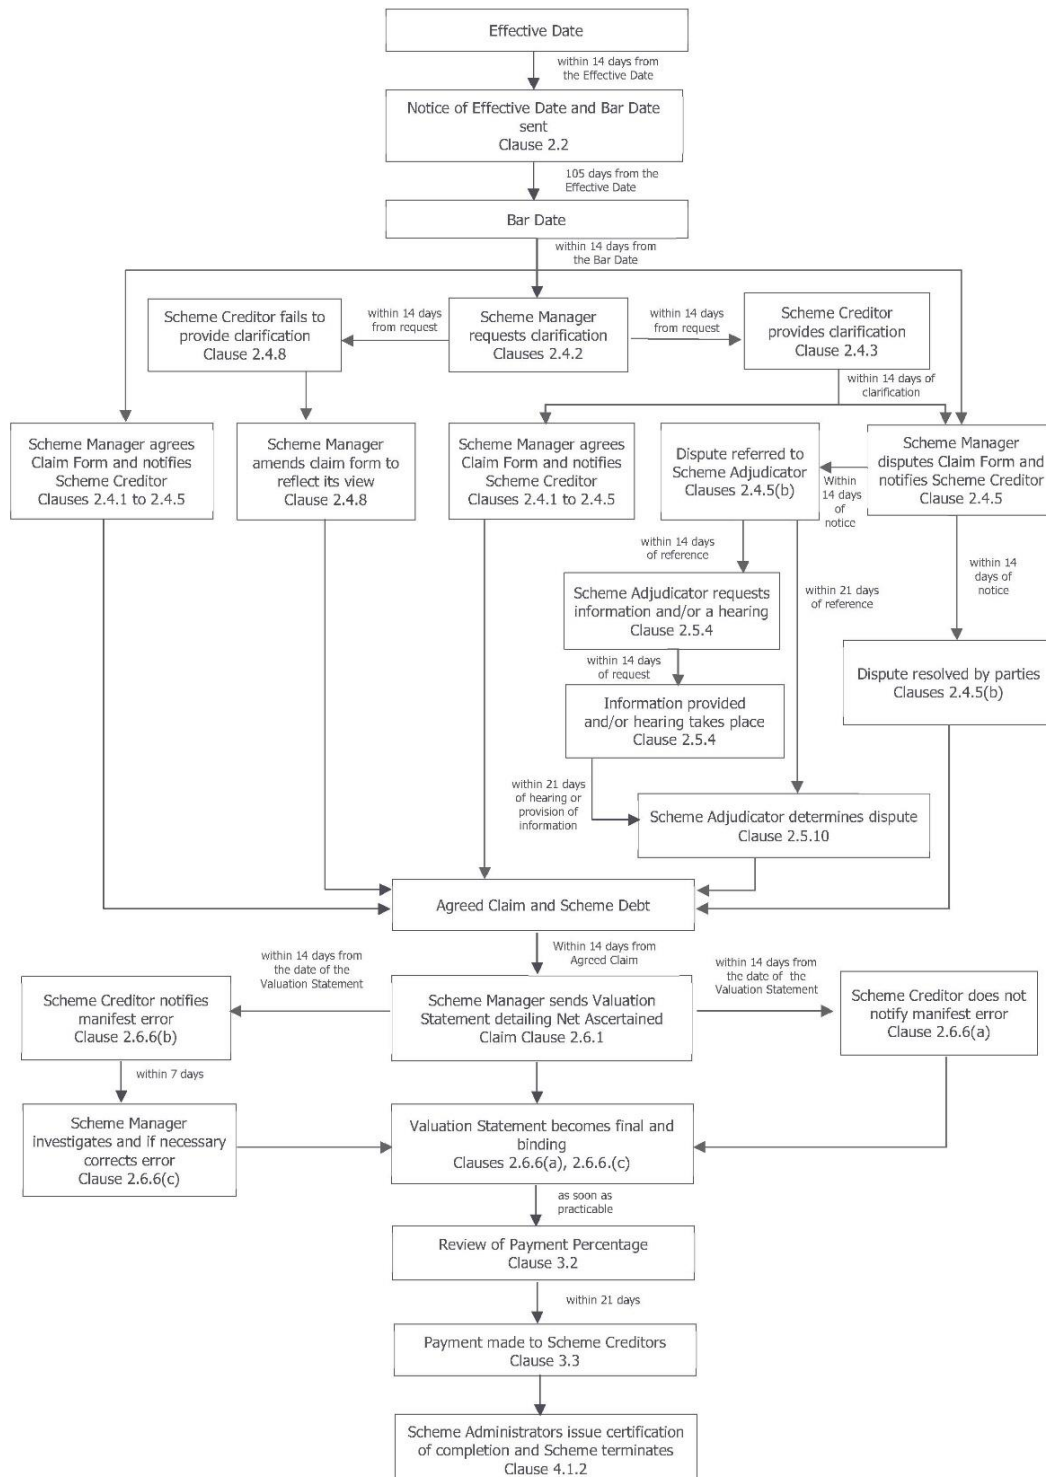 Effective Date
within 14 days from
the Effective Date
Notice of Effective Date and Bar Date
sent
Clause 2.2
105 days from the
Effective Date
Bar Date
within 14 days from
the Bar Date
Scheme Creditor fails to
provide clarification
Clause 2.4.8
within 14 days
from request
Scheme Manager
requests clarification
Clauses 2.4.2
within 14 days
from request
Scheme Creditor
provides clarification
Clause 2.4.3
within 14 days of
clarification
Scheme Manager agrees
Claim Form and notifies
Scheme Creditor
Clauses 2.4.1 to 2.4.5
Scheme Manager
amends claim form to
reflect its view
Clause 2.4.8
Scheme Manager agrees
Claim Form and notifies
Scheme Creditor
Clauses 2.4.1 to 2.4.5
Dispute referred to
Scheme Adjudicator
Clauses 2.4.5(b)
Within
14 days
of
notice
Scheme Manager
disputes Claim Form and
notifies Scheme Creditor
Clause 2.4.5
within 14 days
of reference
within 21 days
of reference
within 14
days of
notice
Scheme Adjudicator requests
information and/or a hearing
Clause 2.5.4
within 14 days
of request
Information provided
and/or hearing takes place
Clause 2.5.4
Dispute resolved by parties
Clauses 2.4.5(b)
within 21 days
of hearing or
provision of
information
Scheme Adjudicator determines dispute
Clause 2.5.10
Agreed Claim and Scheme Debt
Within 14 days from
Agreed Claim
within 14 days from
the date of the
Valuation Statement
within 14 days from
the date of the
Valuation Statement
Scheme Creditor notifies
manifest error
Clause 2.6.6(b)
Scheme Manager sends Valuation
Statement detailing Net Ascertained
Claim Clause 2.6.1
Scheme Creditor does not
notify manifest error
Clause 2.6.6(a)
within 7 days
Scheme Manager
investigates and if necessary
corrects error
Clause 2.6.6(c)
Valuation Statement becomes final and
binding
Clauses 2.6.6(a), 2.6.6.(c)
as soon as
practicable
Review of Payment Percentage
Clause 3.2
within 21 days
Payment made to Scheme Creditors
Clause 3.3
Scheme Administrators issue certification
of completion and Scheme terminates
Clause 4.1.2